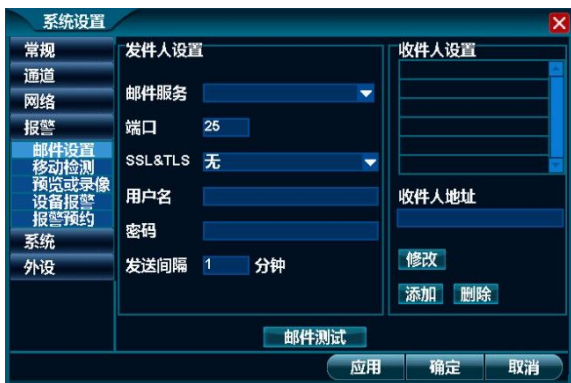 系统设置
常规
通道
网络
报警
邮件设置
移动检测
预览或录像
设备报警
报警预约
系统
外设
发件人设置
邮件服务
端口 25
SSL&TLS 无
用户名
密码
发送间隔 1 分钟
收件人设置
收件人地址
修改
添加 删除
邮件测试
应用 确定 取消